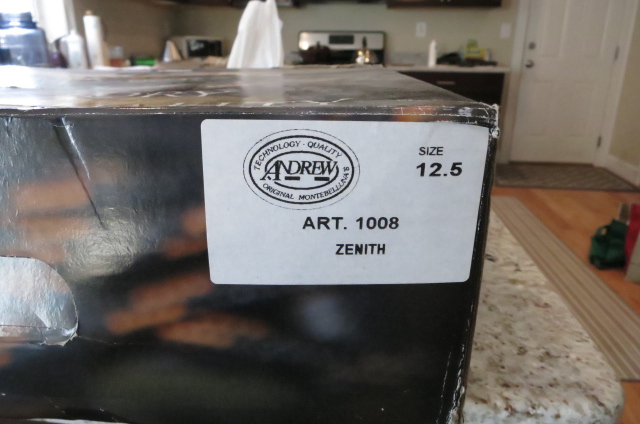 TECHNOLOGY - QUALITY
ANDREW
ORIGINAL MONTEBELLUNA'S
SIZE
12.5
ART. 1008
ZENITH